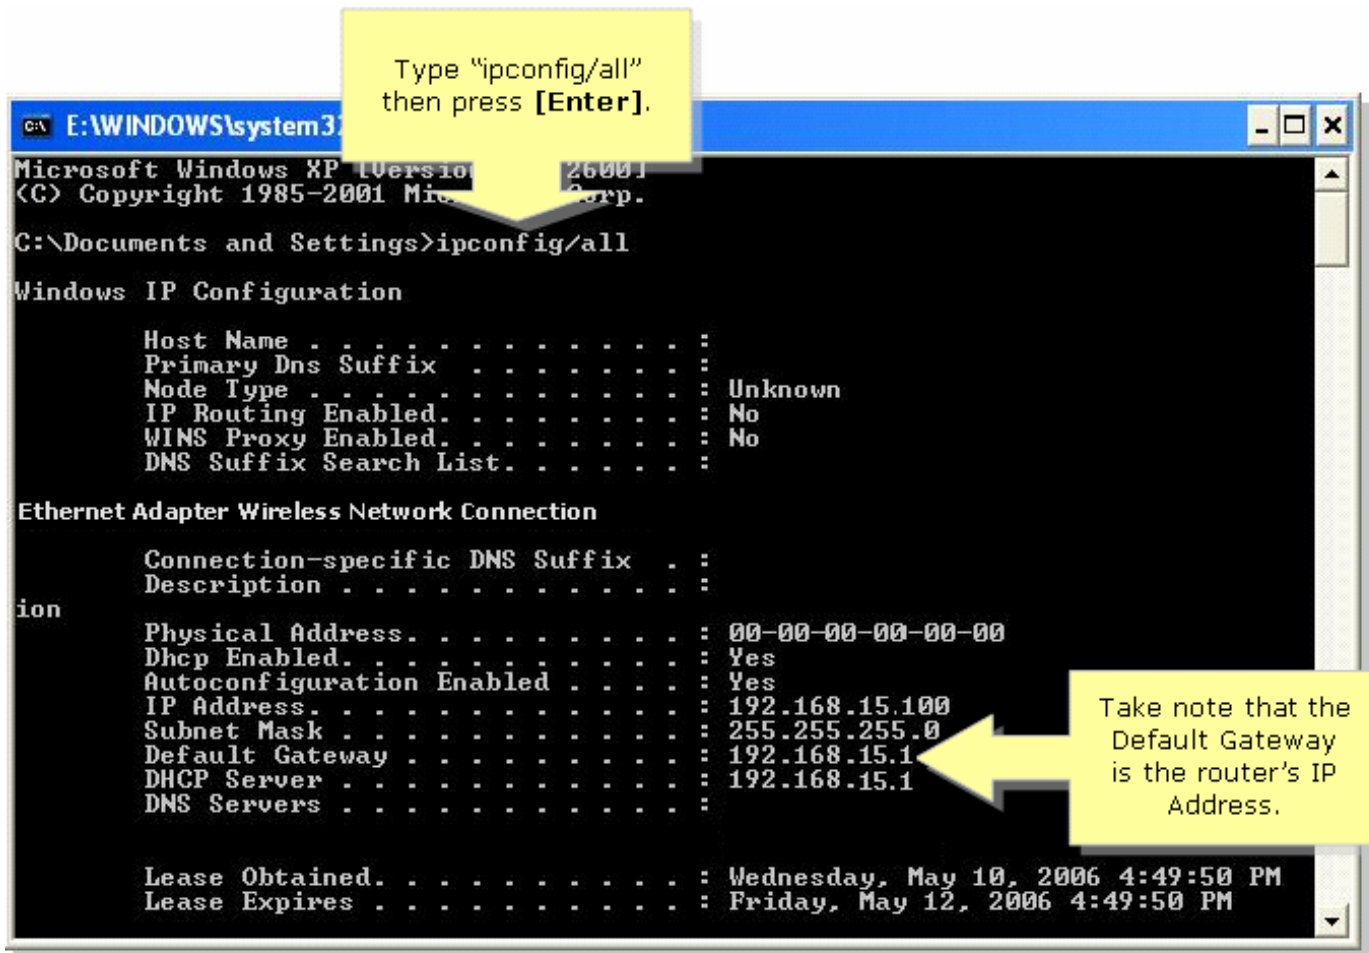 Type “ipconfig/all”
then press [Enter].
E:\WINDOWS\system3
Microsoft Windows XP 2600]
(C) Copyright 1985-2001 Corp.
C:\Documents and Settings>ipconfig/all
Windows IP Configuration
Host Name . . . . . . . . . . . . :
Primary Dns Suffix . . . . . . . :
Node Type . . . . . . . . . . . . : Unknown
IP Routing Enabled. . . . . . . . : No
WINS Proxy Enabled. . . . . . . . : No
DNS Suffix Search List. . . . . . :
Ethernet Adapter Wireless Network Connection
Connection-specific DNS Suffix . :
Description . . . . . . . . . . . :
ion
Physical Address. . . . . . . . . : 00-00-00-00-00-00
Dhcp Enabled. . . . . . . . . . . : Yes
Autoconfiguration Enabled . . . . : Yes
IP Address. . . . . . . . . . . . : 192.168.15.100
Subnet Mask . . . . . . . . . . . : 255.255.255.0
Default Gateway . . . . . . . . . : 192.168.15.1
DHCP Server . . . . . . . . . . . : 192.168.15.1
DNS Servers . . . . . . . . . . . :
Take note that the
Default Gateway
is the router's IP
Address.
Lease Obtained. . . . . . . . . . : Wednesday, May 10, 2006 4:49:50 PM
Lease Expires . . . . . . . . . . : Friday, May 12, 2006 4:49:50 PM